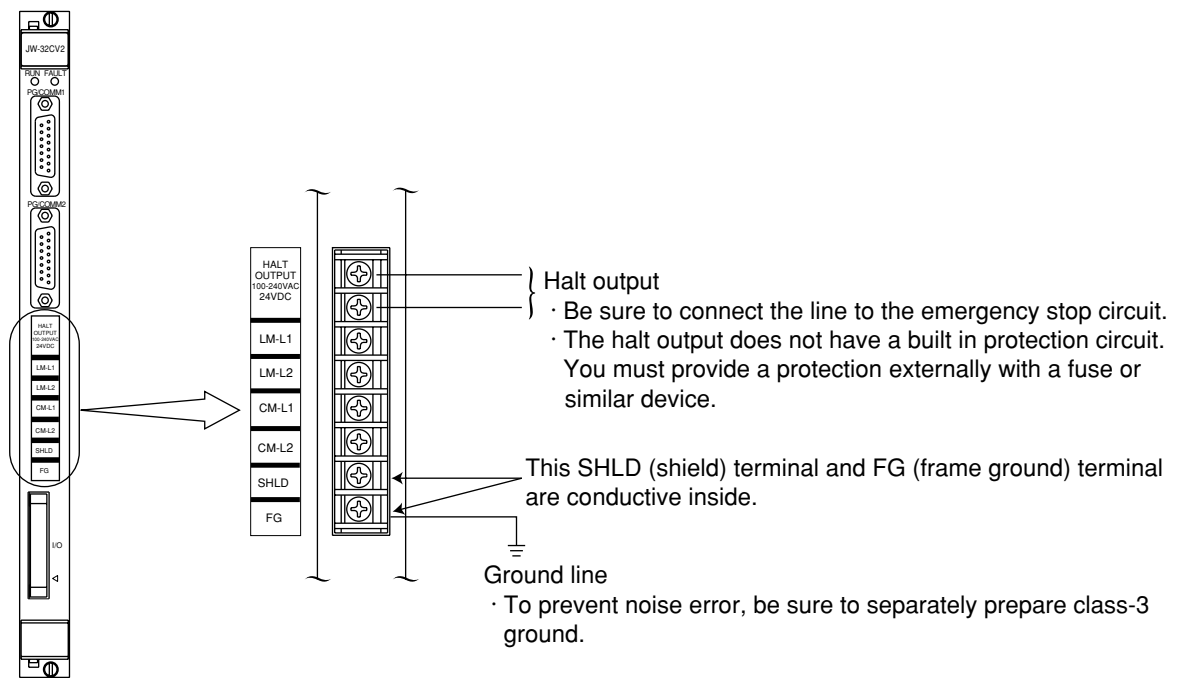 JW-32CV2
RUN FAULT
PG/COMM1
PG/COMM2
HALT
OUTPUT
100-240VAC
24VDC
LM-L1
LM-L2
CM-L1
CM-L2
SHLD
FG
I/O
HALT
OUTPUT
100-240VAC
24VDC
LM-L1
LM-L2
CM-L1
CM-L2
SHLD
FG
Halt output
· Be sure to connect the line to the emergency stop circuit.
· The halt output does not have a built in protection circuit.
You must provide a protection externally with a fuse or
similar device.
This SHLD (shield) terminal and FG (frame ground) terminal
are conductive inside.
Ground line
· To prevent noise error, be sure to separately prepare class-3
ground.